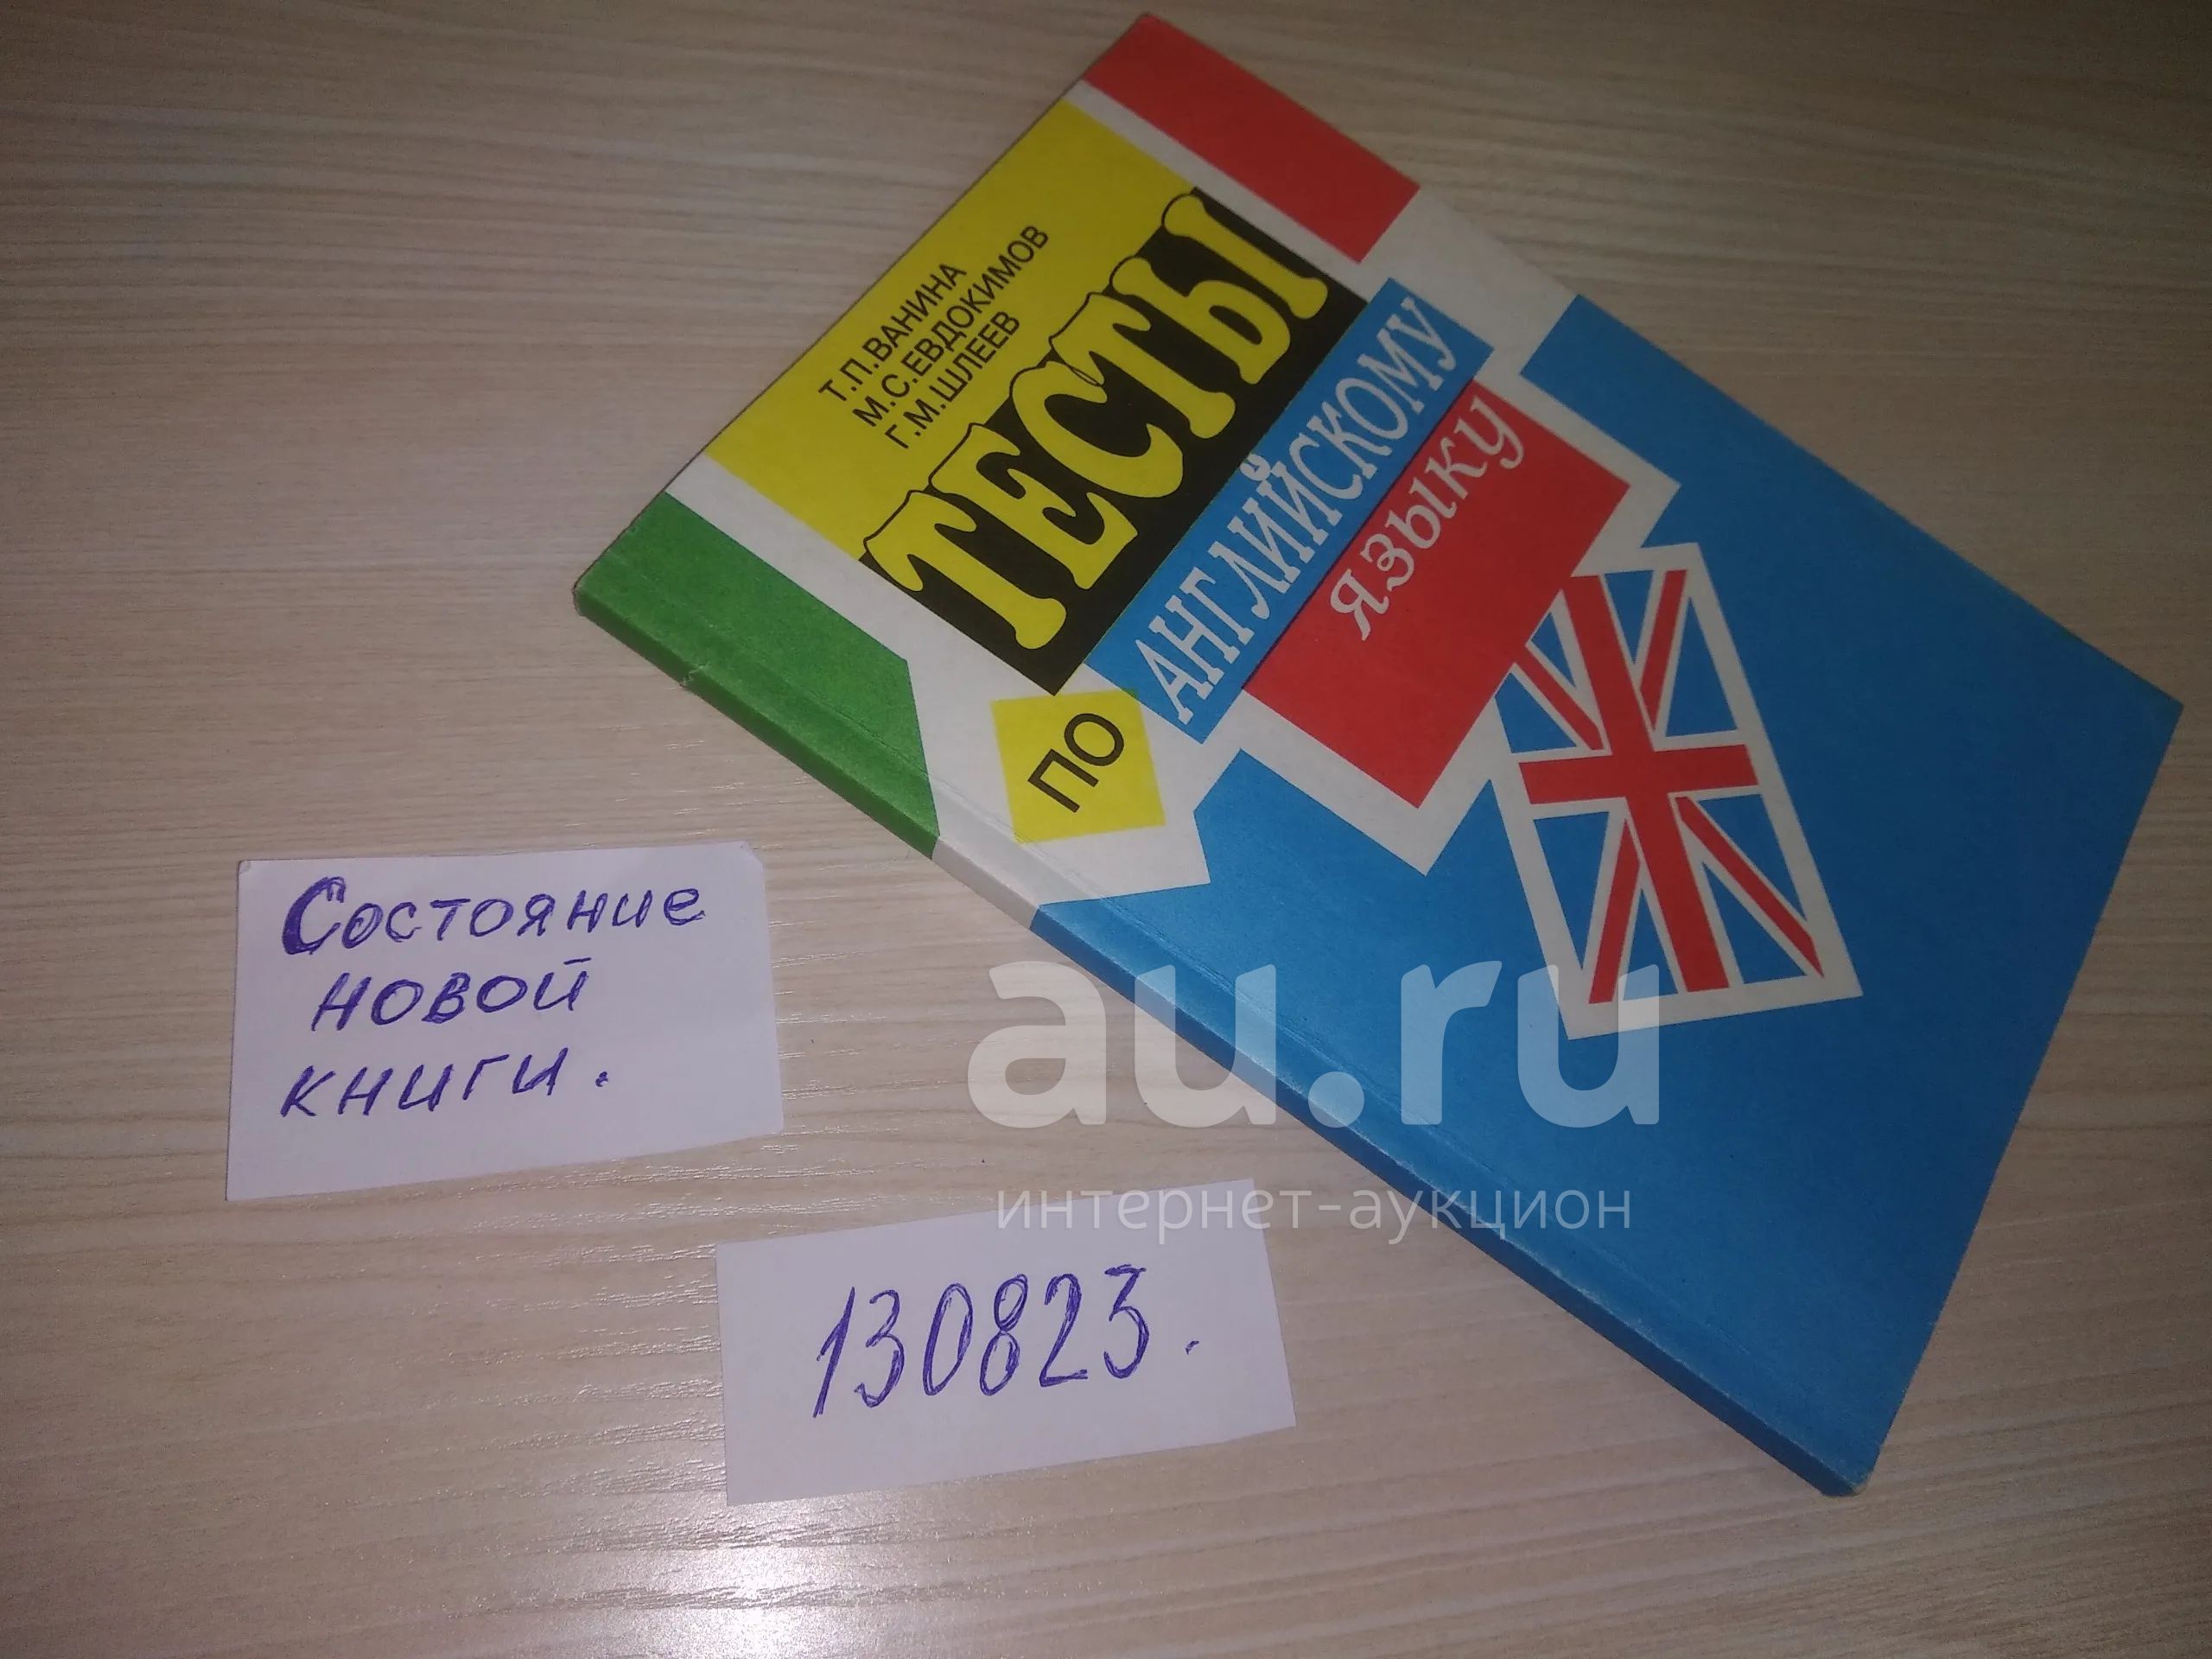 Т.П.ВАНИНА
М.С.ЕВДОКИМОВ
Г.М.ШЛЕЕВ
ТЕСТЫ
ПО
АНГЛИЙСКОМУ
ЯЗЫКУ
Состояние
новой
книги.
130823.
au.ru
интернет-аукцион